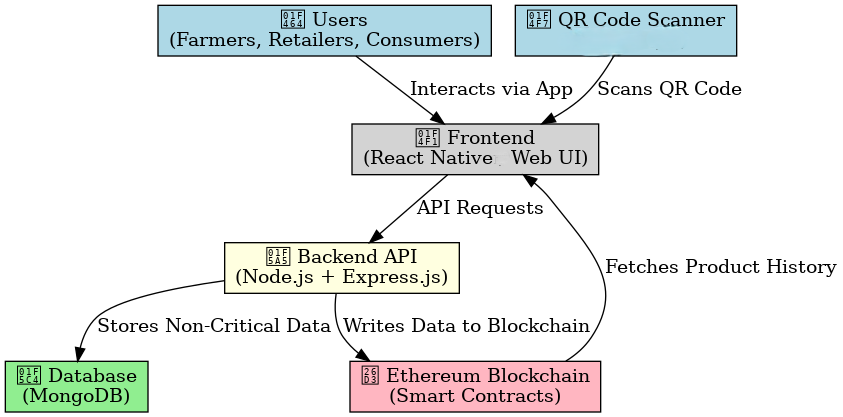 Users
(Farmers, Retailers, Consumers)
QR Code Scanner
Interacts via App
Scans QR Code
Frontend
(React Native Web UI)
API Requests
Backend API
(Node.js + Express.js)
Fetches Product History
Stores Non-Critical Data
Writes Data to Blockchain
Database
(MongoDB)
Ethereum Blockchain
(Smart Contracts)